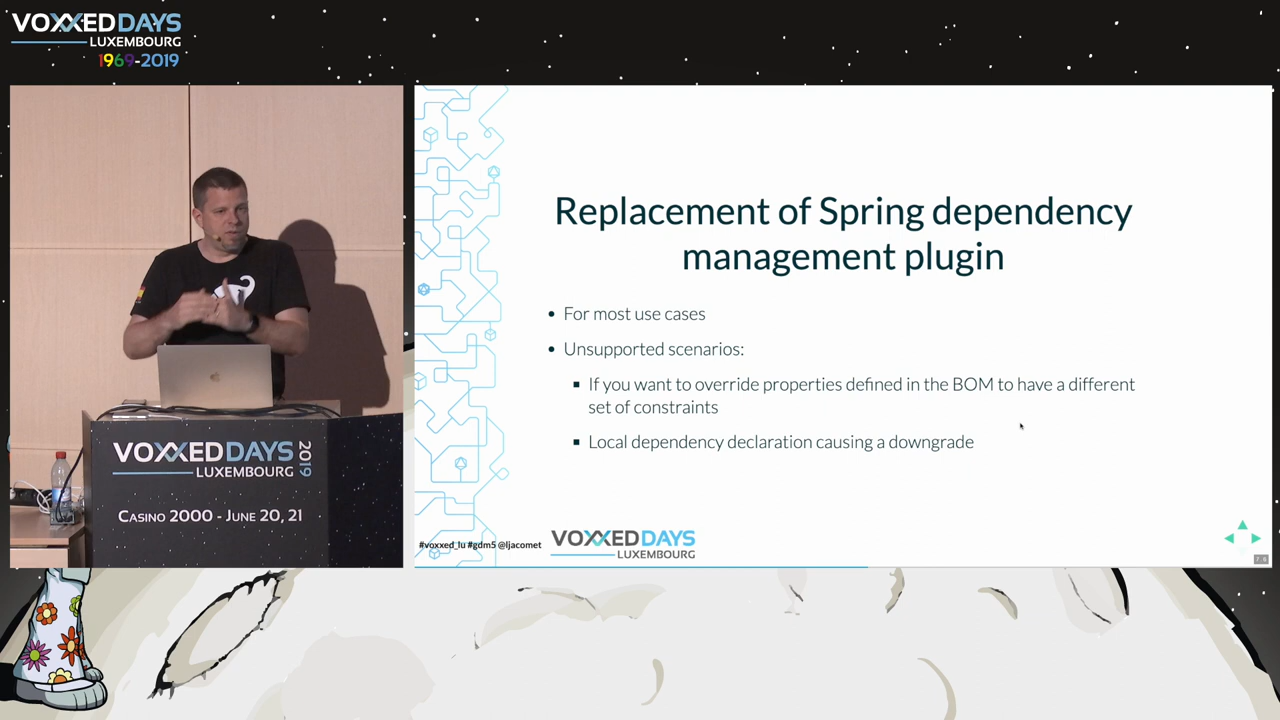 VOXXEDDAYS
LUXEMBOURG
1969-2019
Replacement of Spring dependency
management plugin
• For most use cases
• Unsupported scenarios:
▪ If you want to override properties defined in the BOM to have a different
set of constraints
▪ Local dependency declaration causing a downgrade
VOXXEDDAYS
LUXEMBOURG
2019
CASINO 2000 - JUNE 20, 21
#voxxed_lu #gdm5 @ljacomet
VOXXEDDAYS
LUXEMBOURG